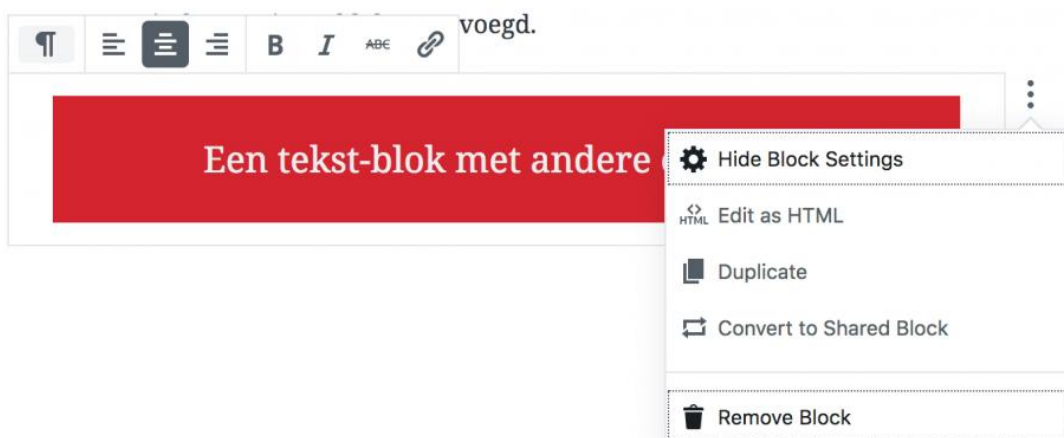 voegd.
B I ABC
Een tekst-blok met andere
Hide Block Settings
HTML Edit as HTML
Duplicate
Convert to Shared Block
Remove Block